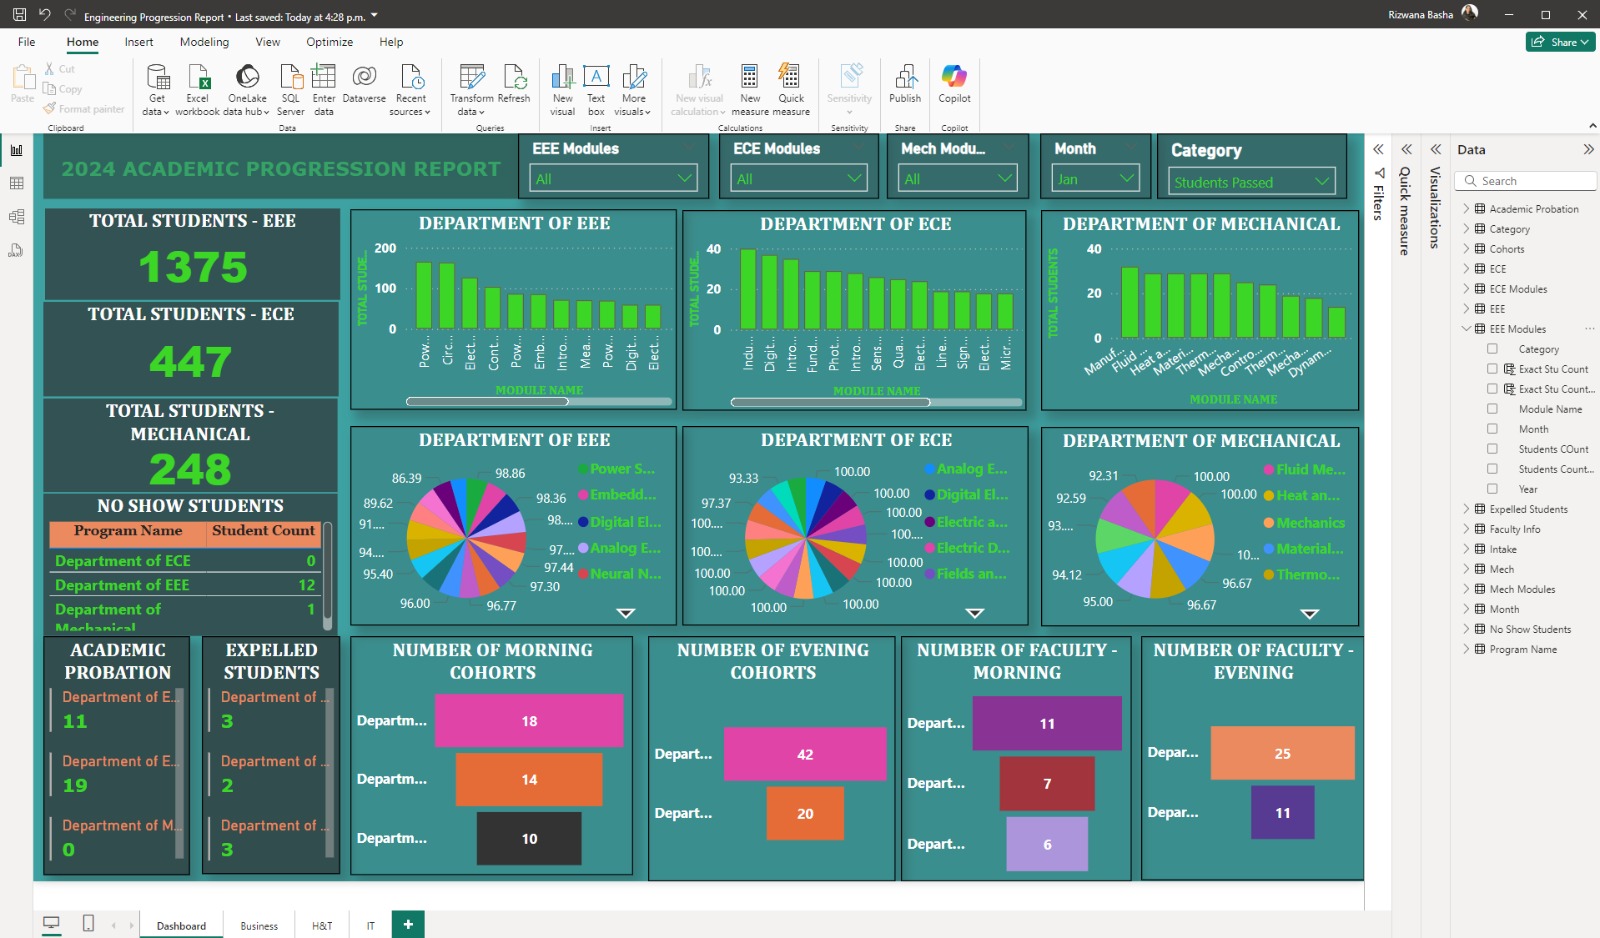 Engineering Progression Report • Last saved: Today at 4:28 p.m.
Rizwana Basha
File Home Insert Modeling View Optimize Help
Share
Paste
Cut
Copy
Format painter
Clipboard
Get data
Excel workbook
OneLake data hub
SQL Server
Enter data
Dataverse
Recent sources
Data
Transform data
Refresh
Queries
New visual
Text box
More visuals
Insert
New visual calculation
New measure
Quick measure
Calculations
Sensitivity
Sensitivity
Publish
Share
Copilot
Copilot
2024 ACADEMIC PROGRESSION REPORT
EEE Modules
All
ECE Modules
All
Mech Modu...
All
Month
Jan
Category
Students Passed
TOTAL STUDENTS - EEE
1375
TOTAL STUDENTS - ECE
447
TOTAL STUDENTS -
MECHANICAL
248
NO SHOW STUDENTS
Program Name Student Count
Department of ECE 0
Department of EEE 12
Department of 1
Mechanical
DEPARTMENT OF EEE
TOTAL STUDE...
200
100
0
Pow... Circ... Elect... Cont... Pow... Emb... Intro... Mea... Pow... Digit... Elect...
MODULE NAME
DEPARTMENT OF ECE
TOTAL STUDE...
40
20
0
Indu... Digit... Intro... Fund... Phot... Intro... Sens... Qua... Elect... Line... Sign... Elect... Micr...
MODULE NAME
DEPARTMENT OF MECHANICAL
TOTAL STUDENTS
40
20
0
Manuf... Fluid ... Heat a... Materi... Therm... Mecha... Contro... Therm... Mecha... Dynam...
MODULE NAME
DEPARTMENT OF EEE
98.86
98.36
98....
97....
97.44
97.30
96.77
96.00
95.40
94....
91....
89.62
86.39
Power S...
Embedd...
Digital El...
Analog E...
Neural N...
DEPARTMENT OF ECE
100.00
100.00
100.00
100....
100.00
100.00
100.00
100.00
100.00
100.00
100....
100....
97.37
93.33
Analog E...
Digital El...
Electric a...
Electric D...
Fields an...
DEPARTMENT OF MECHANICAL
100.00
100.00
10...
96.67
96.67
95.00
94.12
93....
92.59
92.31
Fluid Me...
Heat an...
Mechanics
Material...
Thermo...
ACADEMIC
PROBATION
Department of E...
11
Department of E...
19
Department of M...
0
EXPELLED
STUDENTS
Department of ...
3
Department of ...
2
Department of ...
3
NUMBER OF MORNING
COHORTS
Departm... 18
Departm... 14
Departm... 10
NUMBER OF EVENING
COHORTS
Depart... 42
Depart... 20
NUMBER OF FACULTY -
MORNING
Depart... 11
Depart... 7
Depart... 6
NUMBER OF FACULTY -
EVENING
Depar... 25
Depar... 11
Filters
Quick measure
Visualizations
Data
Search
Academic Probation
Category
Cohorts
ECE
ECE Modules
EEE
EEE Modules
Category
Exact Stu Count
Exact Stu Count...
Module Name
Month
Students COunt
Students Count...
Year
Expelled Students
Faculty Info
Intake
Mech
Mech Modules
Month
No Show Students
Program Name
Dashboard Business H&T IT +